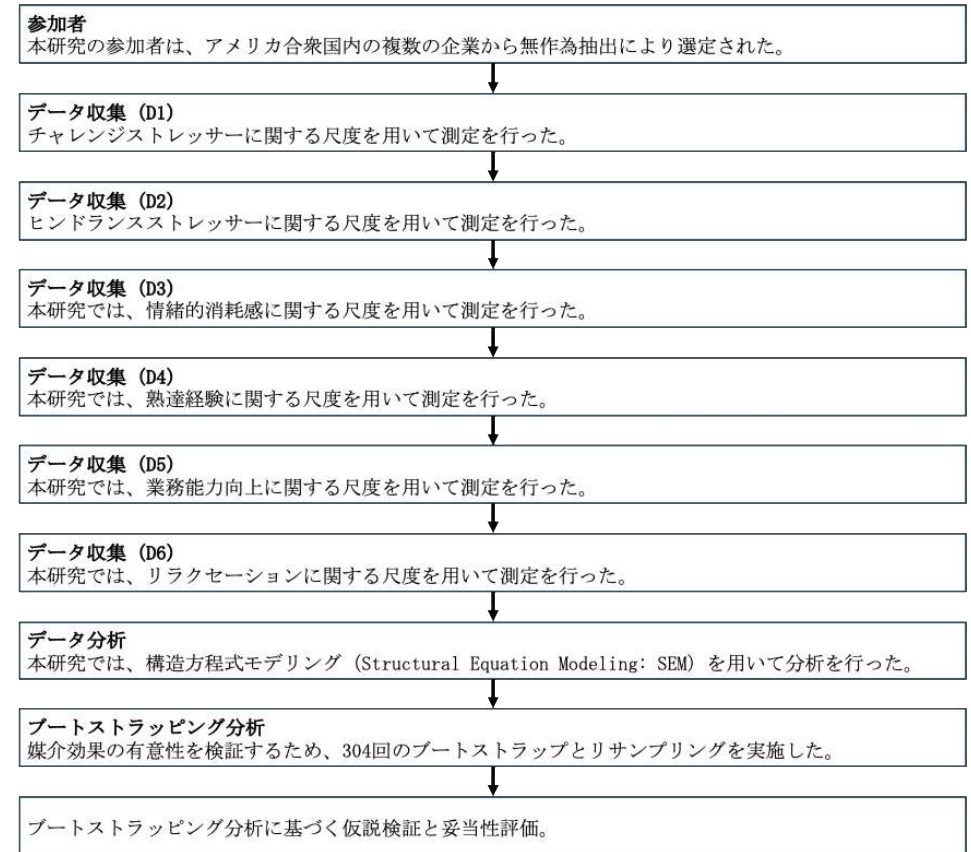 参加者
本研究の参加者は、アメリカ合衆国内の複数の企業から無作為抽出により選定された。
データ収集 (D1)
チャレンジストレッサーに関する尺度を用いて測定を行った。
データ収集 (D2)
ヒンドランスストレッサーに関する尺度を用いて測定を行った。
データ収集 (D3)
本研究では、情緒的消耗感に関する尺度を用いて測定を行った。
データ収集 (D4)
本研究では、熟達経験に関する尺度を用いて測定を行った。
データ収集 (D5)
本研究では、業務能力向上に関する尺度を用いて測定を行った。
データ収集 (D6)
本研究では、リラクセーションに関する尺度を用いて測定を行った。
データ分析
本研究では、構造方程式モデリング (Structural Equation Modeling: SEM) を用いて分析を行った。
ブートストラッピング分析
媒介効果の有意性を検証するため、304回のブートストラップとリサンプリングを実施した。
ブートストラッピング分析に基づく仮説検証と妥当性評価。